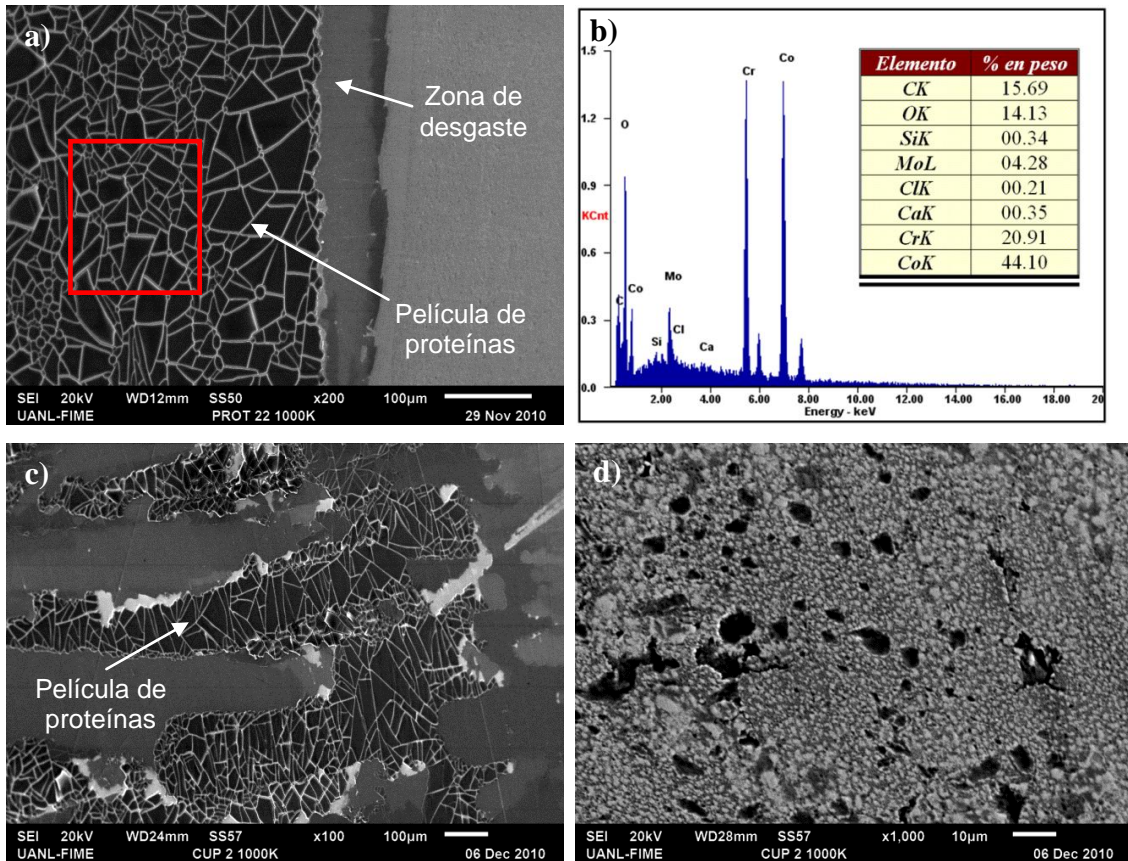 a)
Zona de
desgaste
Película de
proteínas
SEI 20kV WD12mm SS50 x200 100µm
UANL-FIME PROT 22 1000K 29 Nov 2010
b)
1.5
1.2
0.9
KCnt
0.6
0.3
0.0
C
O
Co
Si
Mo
Cl
Ca
Cr
Co
2.00 4.00 6.00 8.00 10.00 12.00 14.00 16.00 18.00 20
Energy - keV
Elemento % en peso
CK 15.69
OK 14.13
SiK 00.34
MoL 04.28
ClK 00.21
CaK 00.35
CrK 20.91
CoK 44.10
c)
Película de
proteínas
SEI 20kV WD24mm SS57 x100 100µm
UANL-FIME CUP 2 1000K 06 Dec 2010
d)
SEI 20kV WD28mm SS57 x1,000 10µm
UANL-FIME CUP 2 1000K 06 Dec 2010